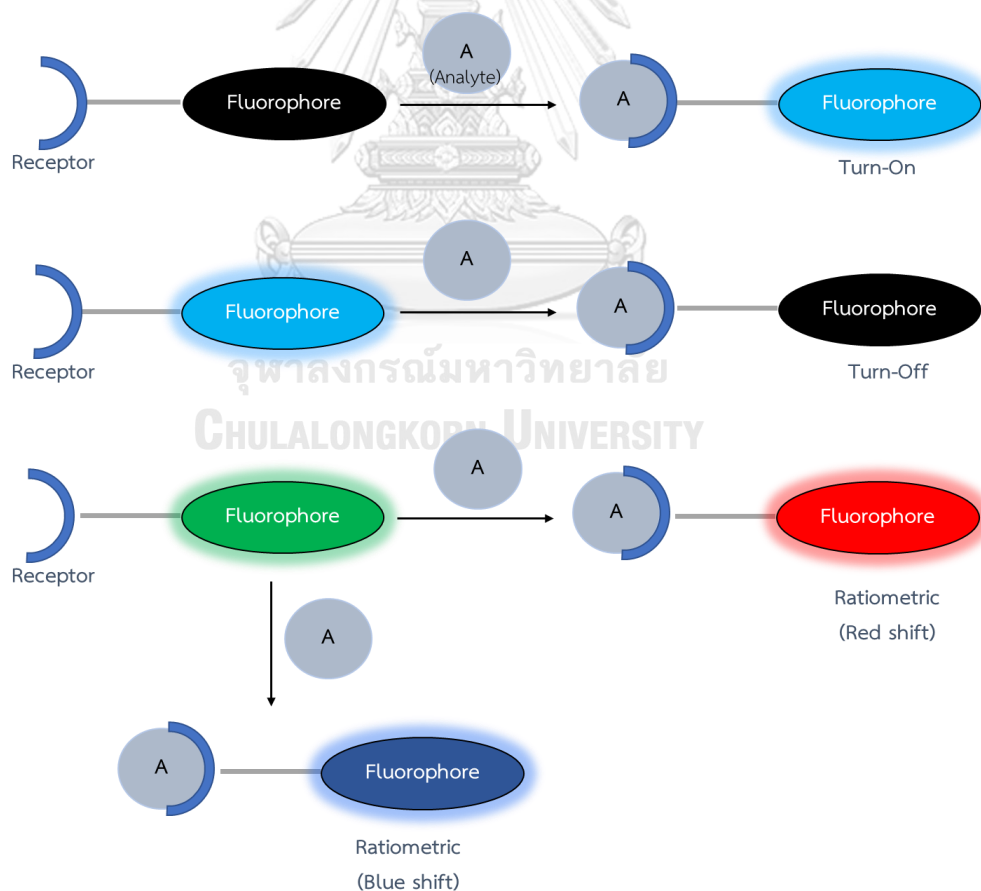 A
(Analyte)
Fluorophore
A
Fluorophore
Receptor
Turn-On
A
Fluorophore
A
Fluorophore
Receptor
Turn-Off
จุฬาลงกรณ์มหาวิทยาลัย
CHULALONGKORN UNIVERSITY
A
Fluorophore
A
Fluorophore
Receptor
Ratiometric
(Red shift)
A
A
Fluorophore
Ratiometric
(Blue shift)